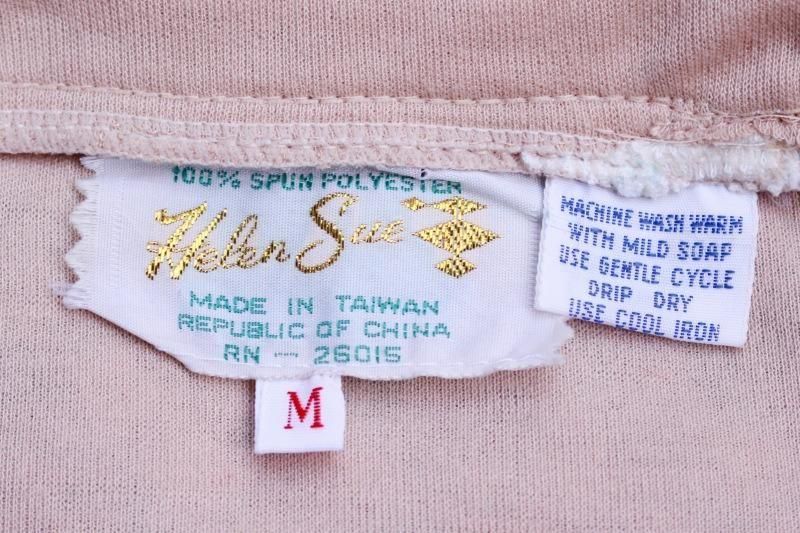 100% SPUN POLYESTER
Helen Sue
MADE IN TAIWAN
REPUBLIC OF CHINA
RN -- 26015
M
MACHINE WASH WARM
WITH MILD SOAP
USE GENTLE CYCLE
DRIP DRY
USE COOL IRON